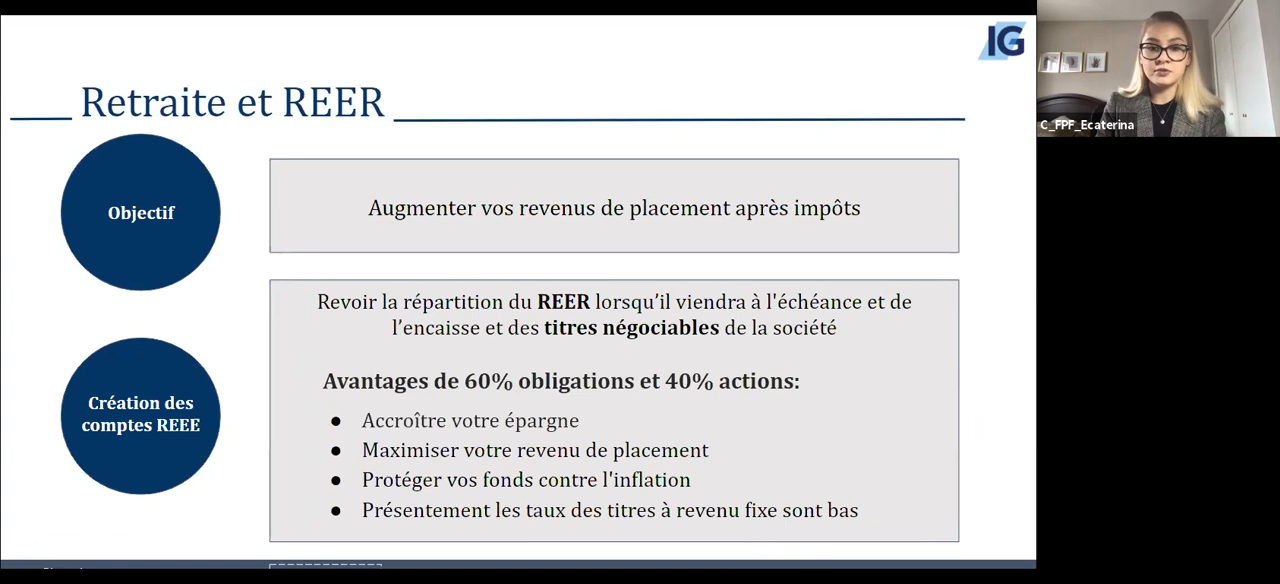 IG
Retraite et REER
Objectif
Augmenter vos revenus de placement après impôts
Création des
comptes REEE
Revoir la répartition du REER lorsqu’il viendra à l'échéance et de
l’encaisse et des titres négociables de la société
Avantages de 60% obligations et 40% actions:
● Accroître votre épargne
● Maximiser votre revenu de placement
● Protéger vos fonds contre l'inflation
● Présentement les taux des titres à revenu fixe sont bas
C_FPF_Ecaterina